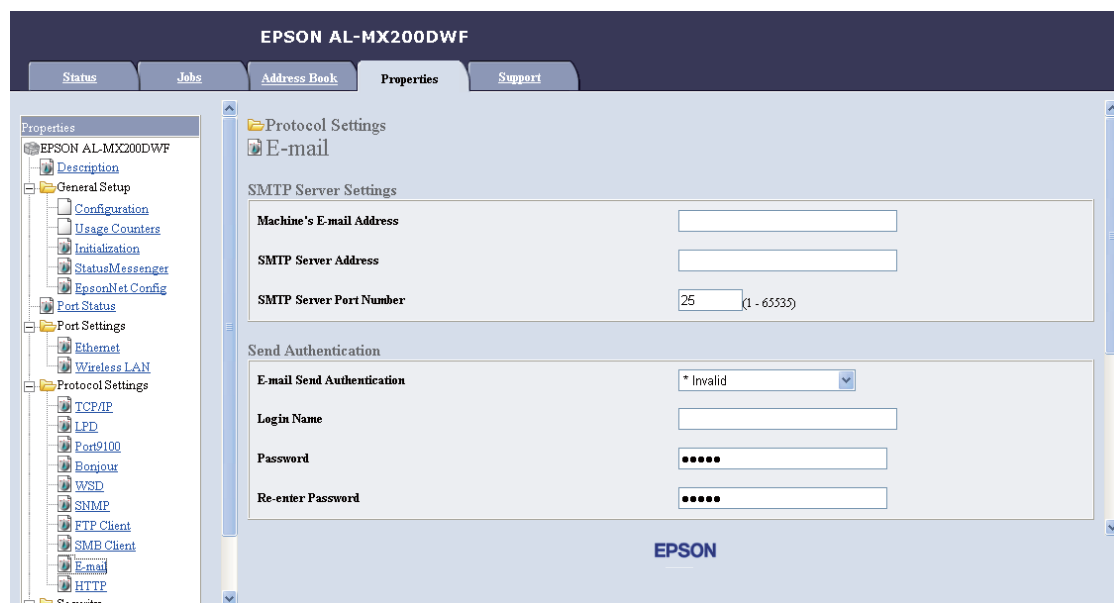 EPSON AL-MX200DWF
Status
Jobs
Address Book
Properties
Support
Properties
EPSON AL-MX200DWF
Description
General Setup
Configuration
Usage Counters
Initialization
StatusMessenger
EpsonNet Config
Port Status
Port Settings
Ethernet
Wireless LAN
Protocol Settings
TCP/IP
LPD
Port9100
Bonjour
WSD
SNMP
FTP Client
SMB Client
E-mail
HTTP
Protocol Settings
E-mail
SMTP Server Settings
Machine's E-mail Address
SMTP Server Address
SMTP Server Port Number
25
(1 - 65535)
Send Authentication
E-mail Send Authentication
* Invalid
Login Name
Password
●●●●●
Re-enter Password
●●●●●
EPSON